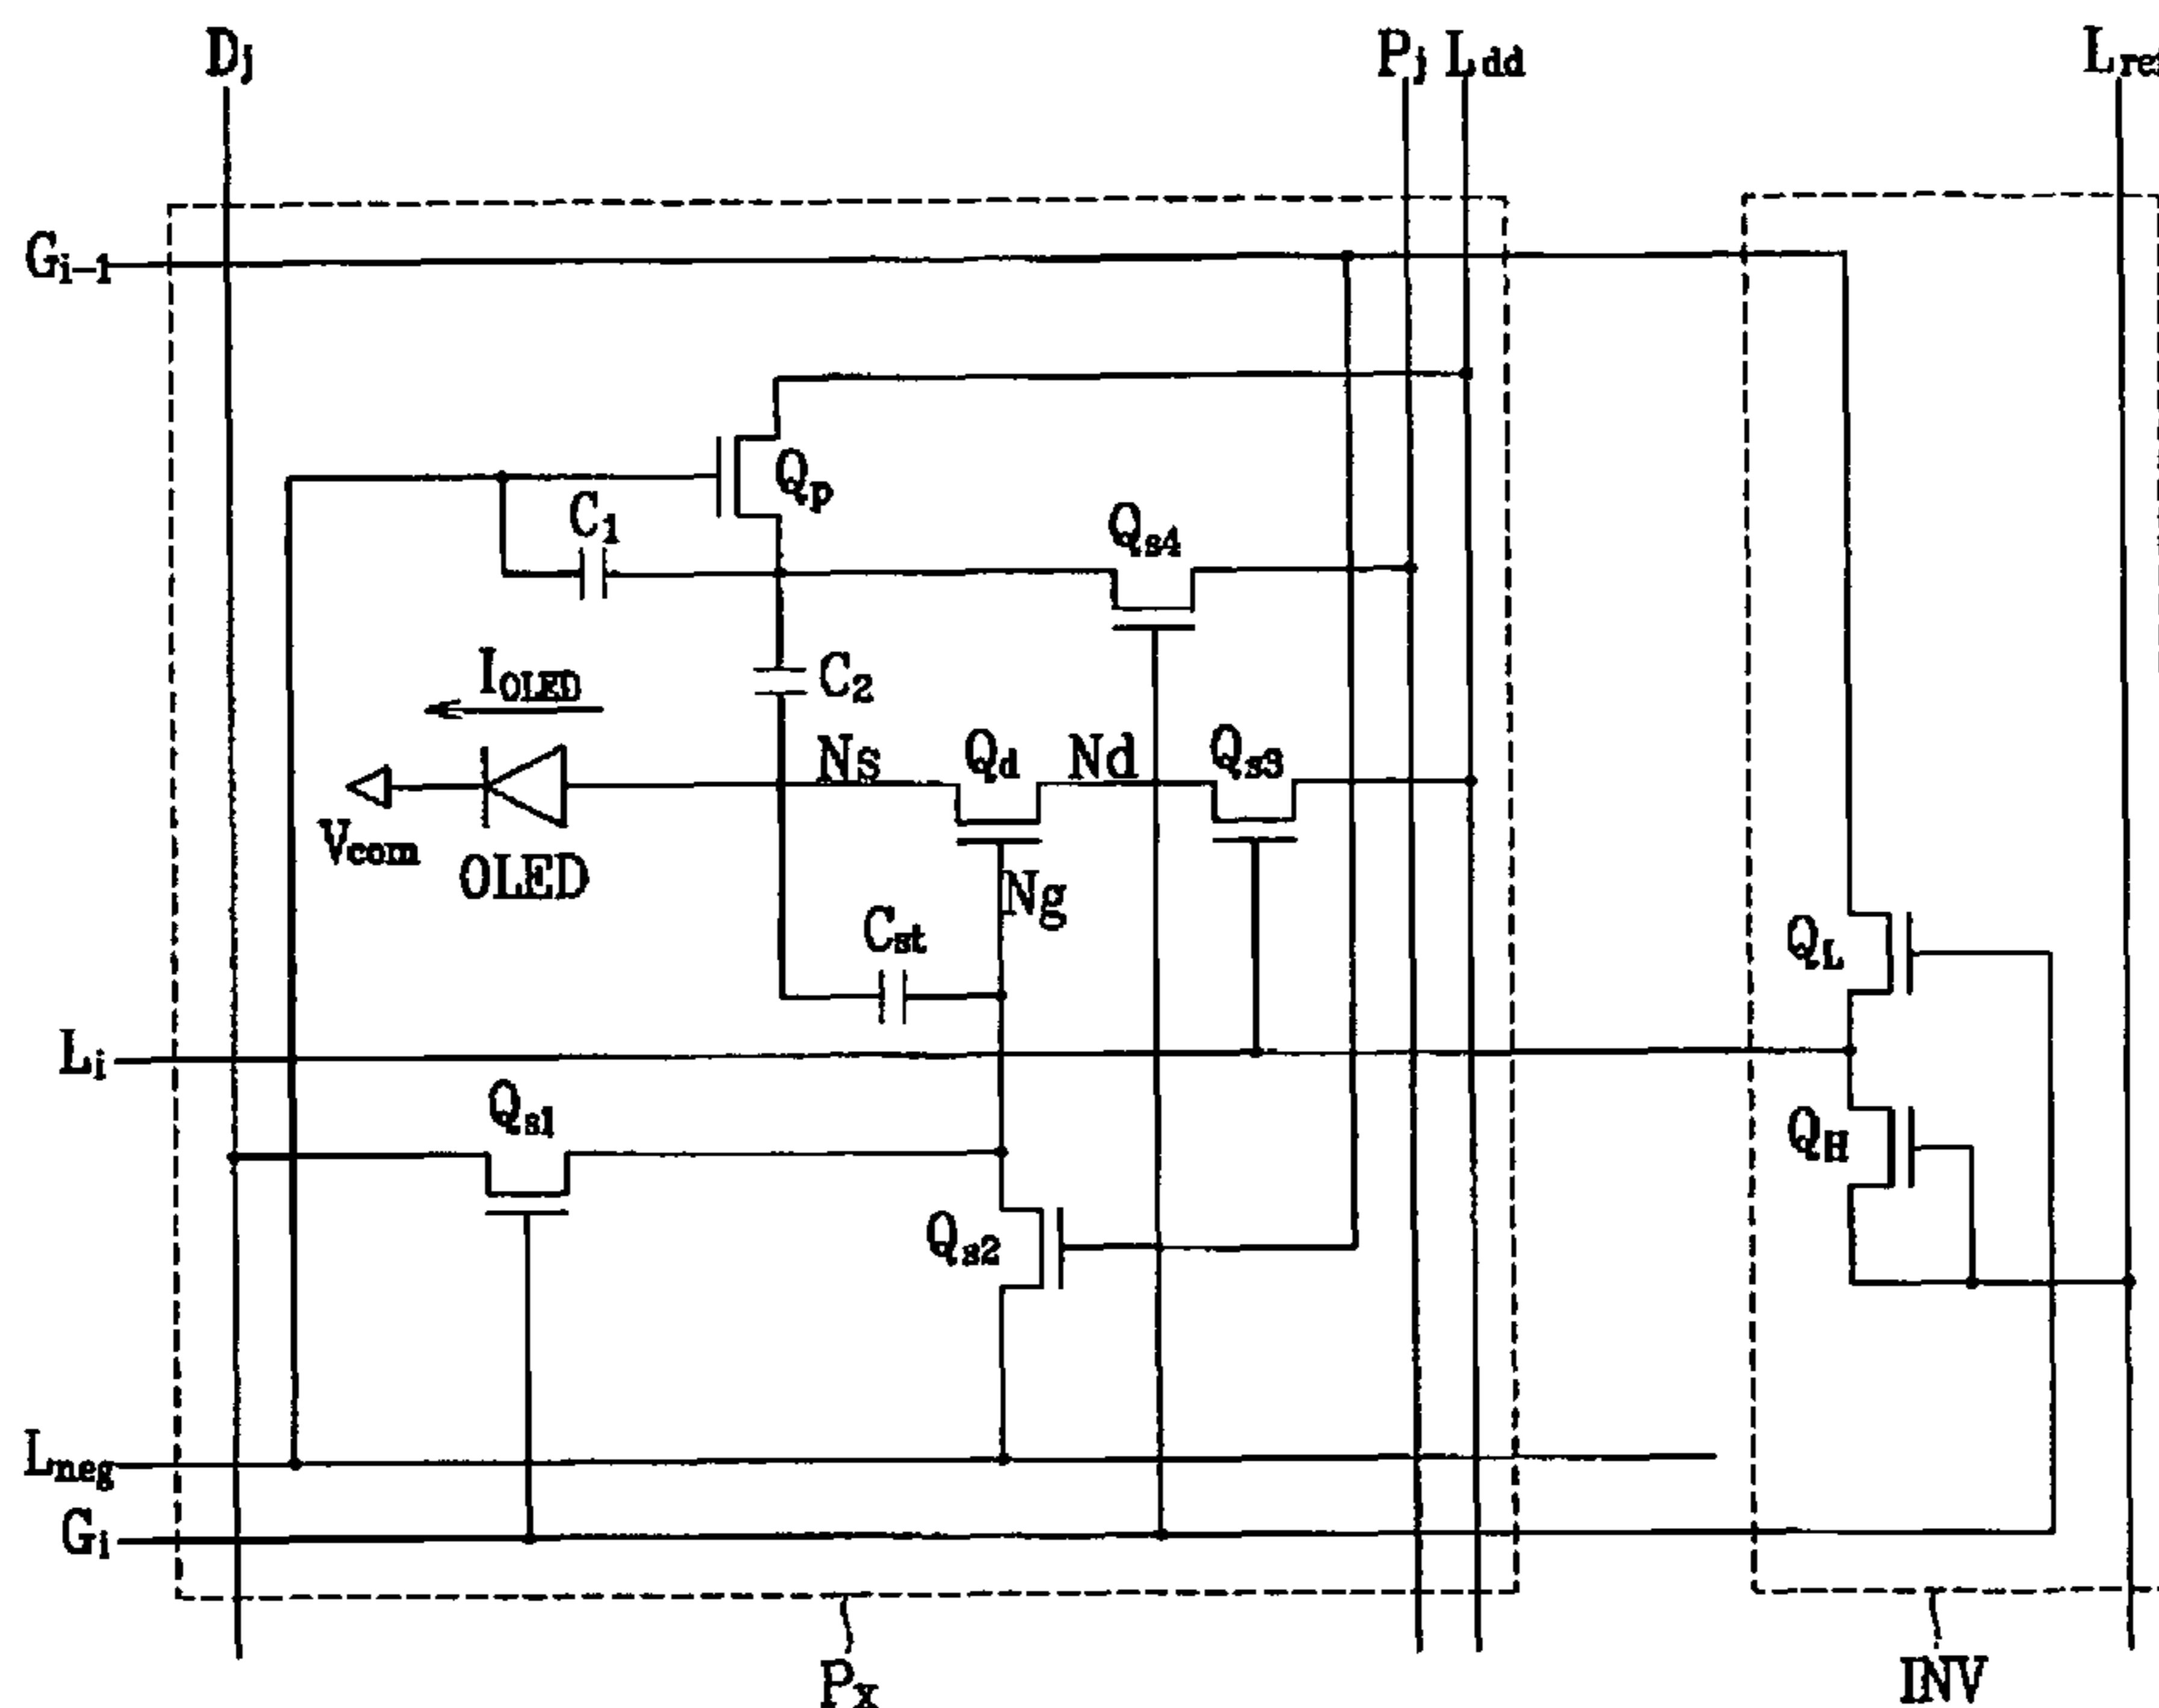 Dj
Pj
Ldd
Lref
Gi-1
Qp
C1
Qs4
IOLED
C2
Ns
Qd
Nd
Qs3
Vcom
OLED
Ng
Cst
QL
Li
Qs1
QH
Qs2
Lneg
Gi
Px
INV